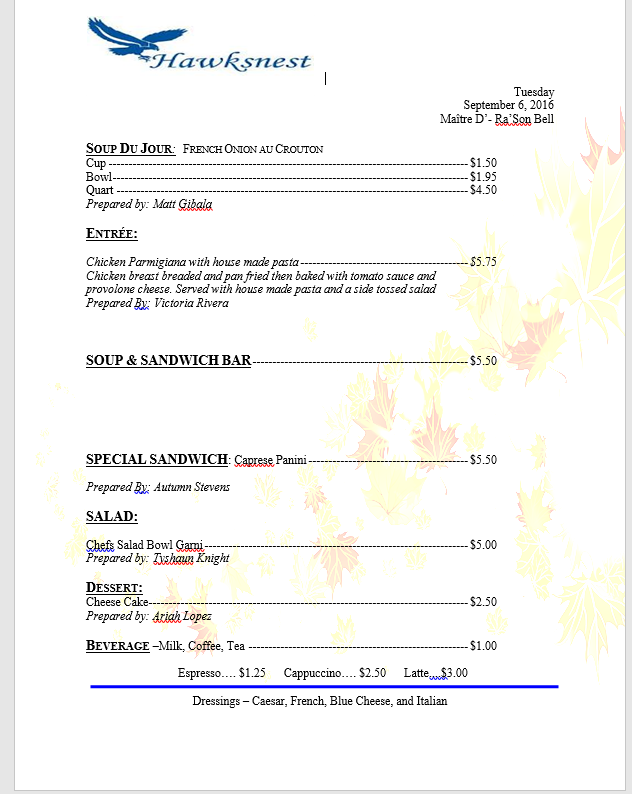 Hawksnest
Tuesday
September 6, 2016
Maître D’- Ra’Son Bell
SOUP DU JOUR: FRENCH ONION AU CROUTON
Cup ---------------------------------------------------------------- $1.50
Bowl---------------------------------------------------------------- $1.95
Quart ---------------------------------------------------------------- $4.50
Prepared by: Matt Gibala
ENTRÉE:
Chicken Parmigiana with house made pasta-------------------------------- $5.75
Chicken breast breaded and pan fried then baked with tomato sauce and
provolone cheese. Served with house made pasta and a side tossed salad
Prepared By: Victoria Rivera
SOUP & SANDWICH BAR---------------------------------------- $5.50
SPECIAL SANDWICH: Caprese Panini------------------------------ $5.50
Prepared By: Autumn Stevens
SALAD:
Chefs Salad Bowl Garni-------------------------------------------------- $5.00
Prepared by: Tyshaun Knight
DESSERT:
Cheese Cake------------------------------------------------------------ $2.50
Prepared by: Ariah Lopez
BEVERAGE –Milk, Coffee, Tea ---------------------------------------- $1.00
Espresso…. $1.25 Cappuccino…. $2.50 Latte....$3.00
Dressings – Caesar, French, Blue Cheese, and Italian